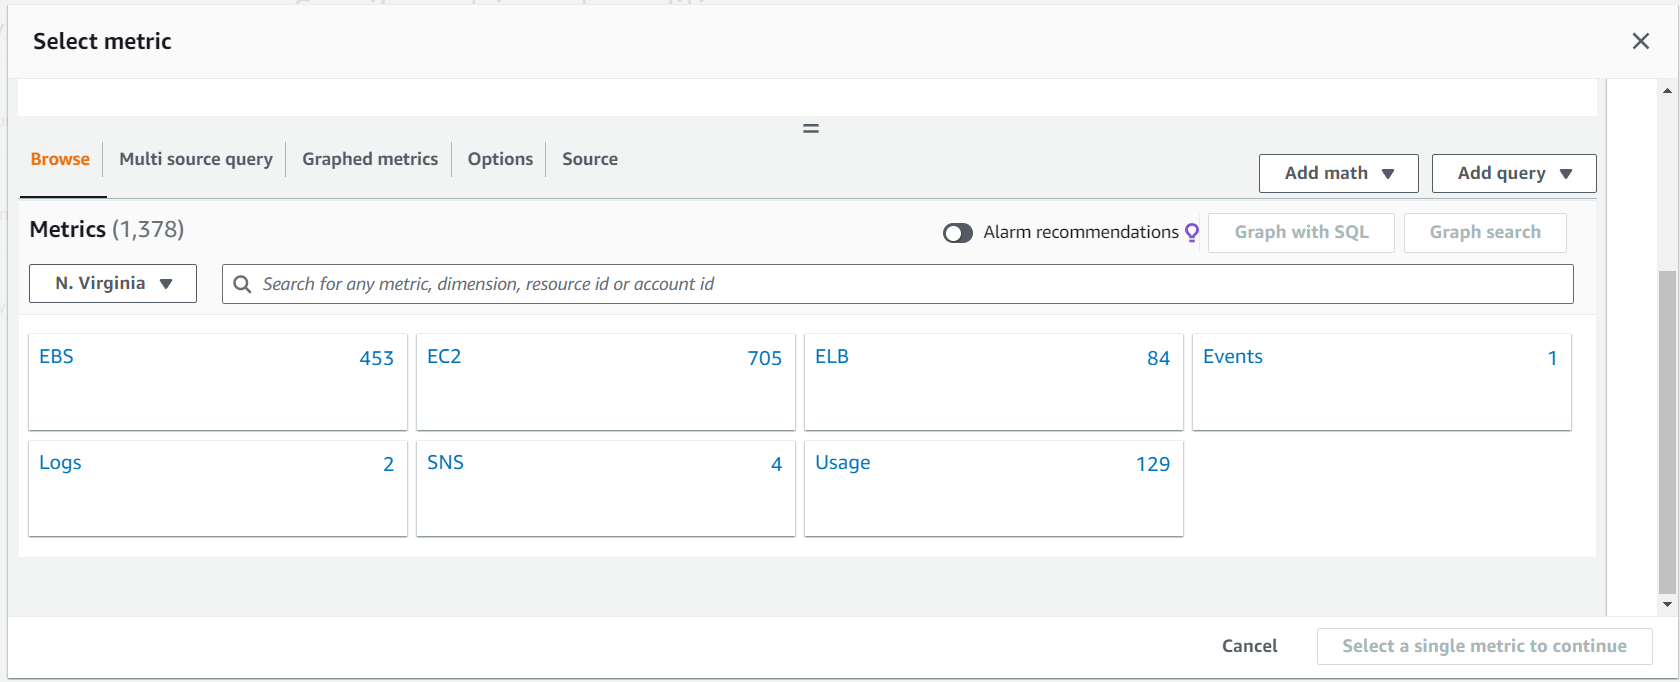 Select metric
Browse
Multi source query
Graphed metrics
Options
Source
Add math
Add query
Metrics (1,378)
Alarm recommendations
Graph with SQL
Graph search
N. Virginia
Search for any metric, dimension, resource id or account id
EBS 453
EC2 705
ELB 84
Events 1
Logs 2
SNS 4
Usage 129
Cancel
Select a single metric to continue